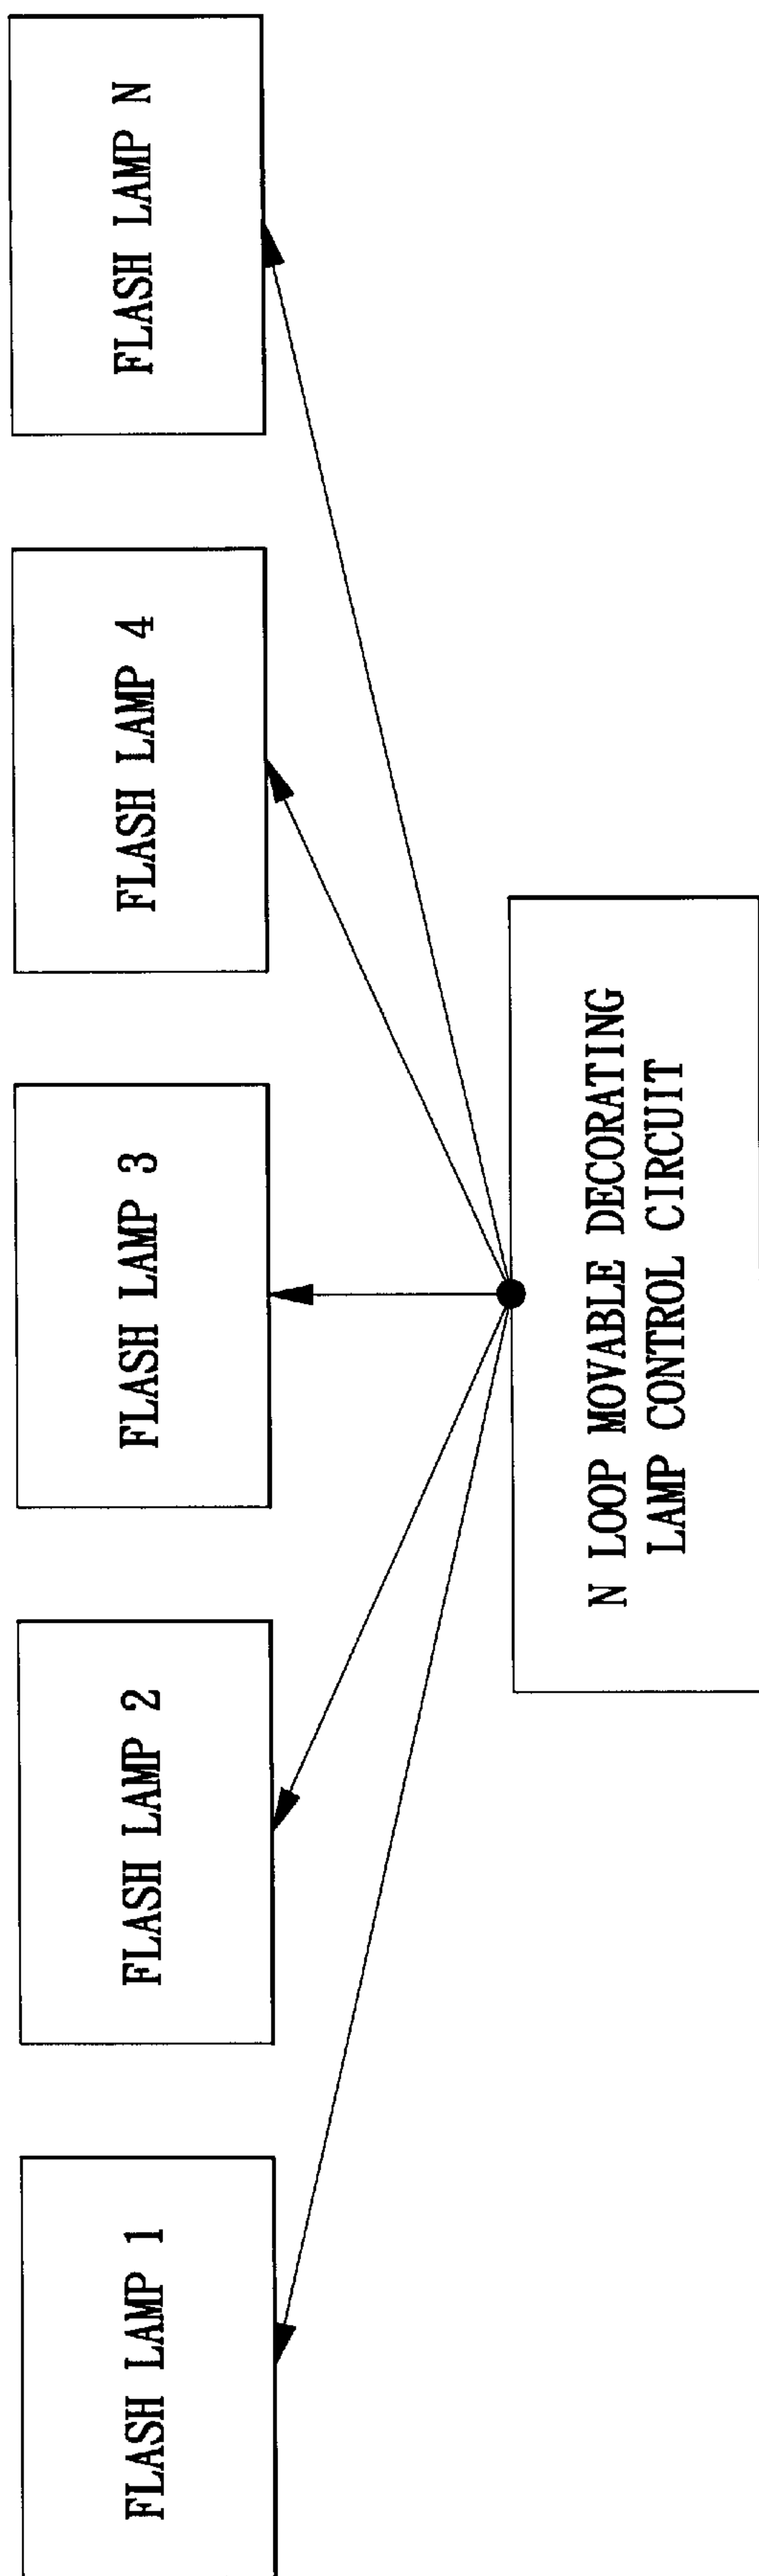 FLASH LAMP 1
FLASH LAMP 2
FLASH LAMP 3
FLASH LAMP 4
FLASH LAMP N
N LOOP MOVABLE DECORATING
LAMP CONTROL CIRCUIT